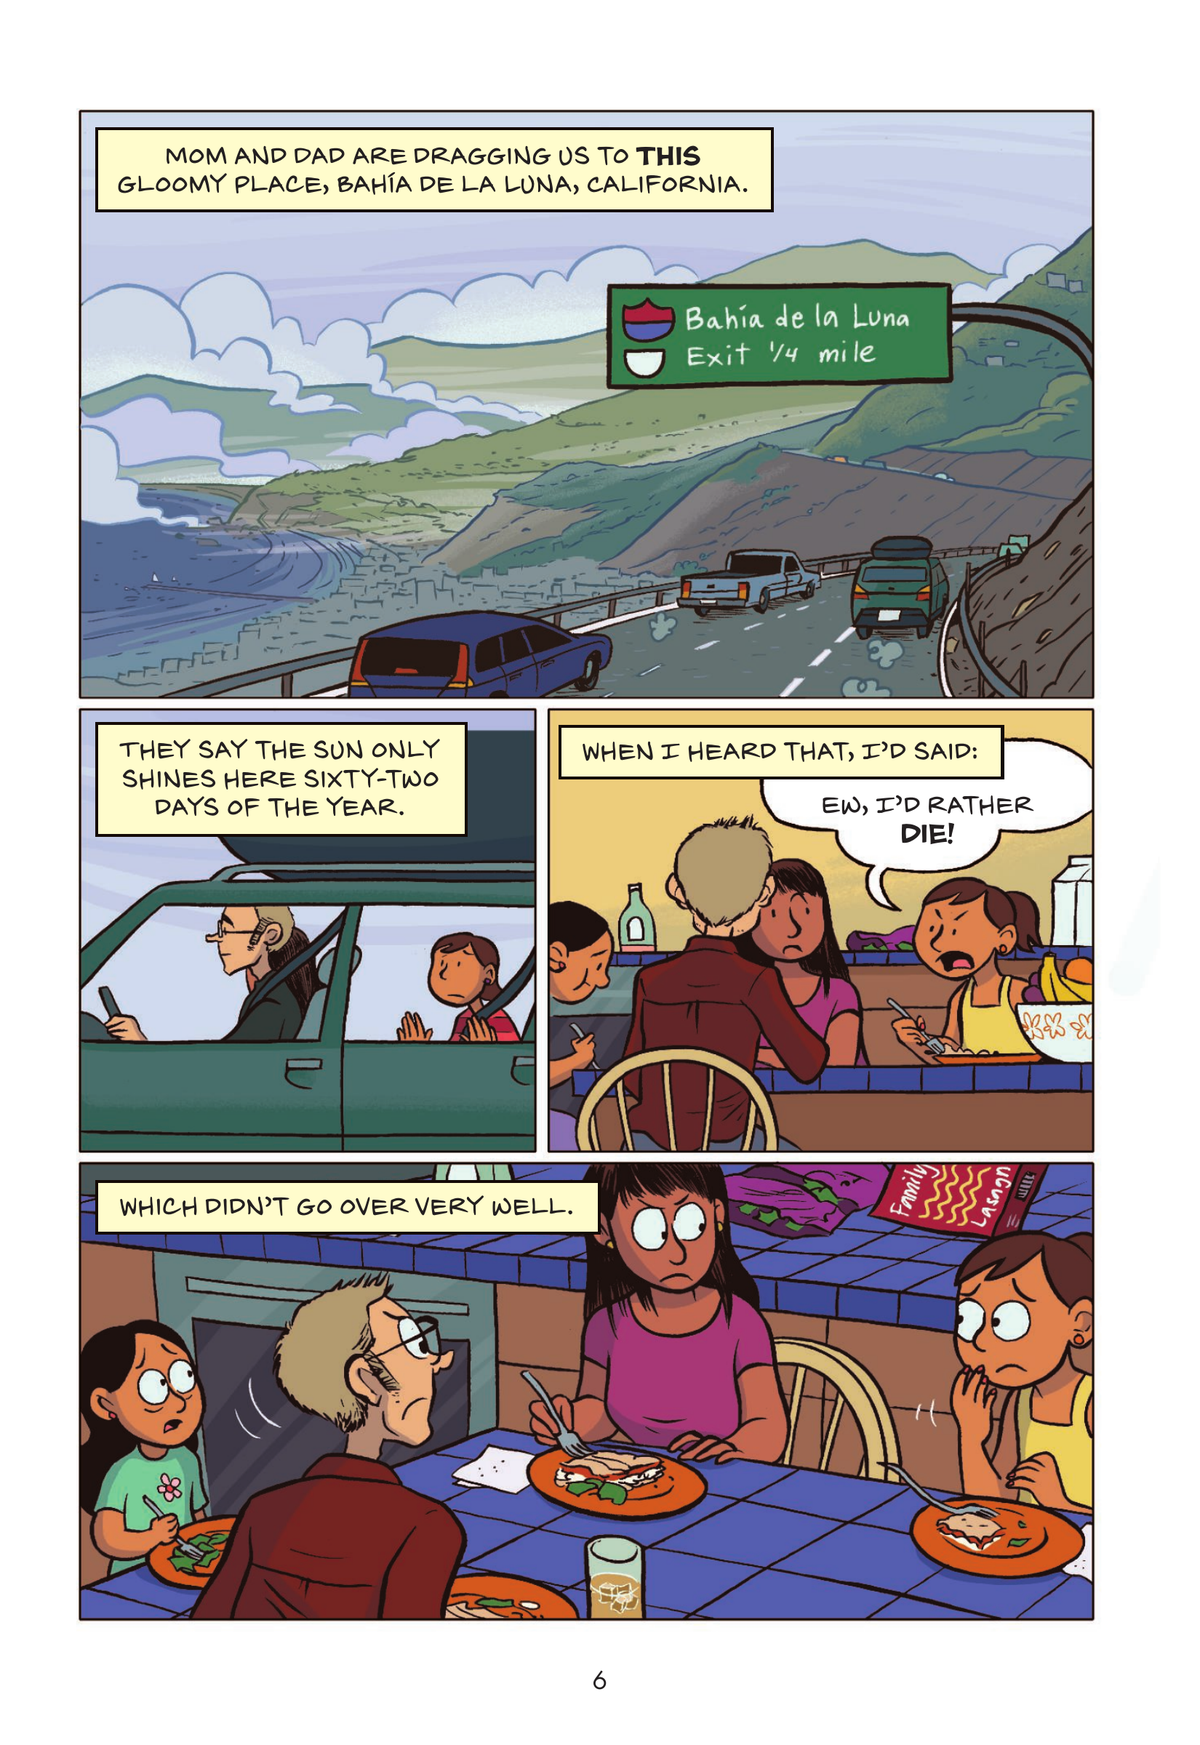 MOM AND DAD ARE DRAGGING US TO THIS
GLOOMY PLACE, BAHÍA DE LA LUNA, CALIFORNIA.
Bahía de la Luna
Exit 1/4 mile
THEY SAY THE SUN ONLY
SHINES HERE SIXTY-TWO
DAYS OF THE YEAR.
WHEN I HEARD THAT, I'D SAID:
EW, I'D RATHER
DIE!
WHICH DIDN'T GO OVER VERY WELL.
Family
Lasagn
6